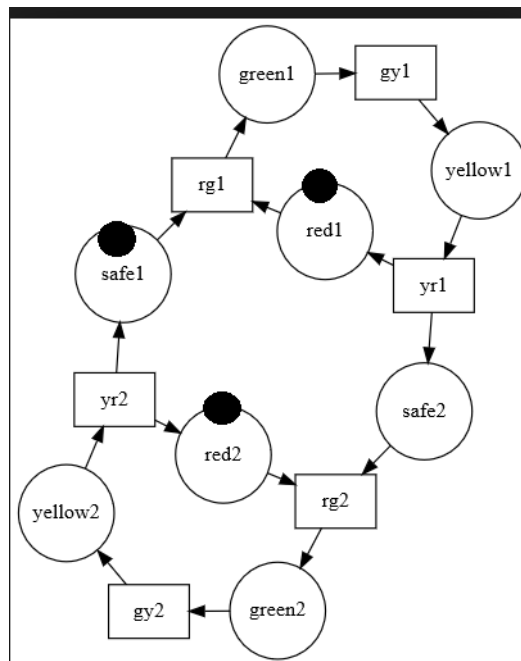 green1
gy1
yellow1
rg1
red1
safe1
yr1
yr2
safe2
red2
rg2
yellow2
gy2
green2